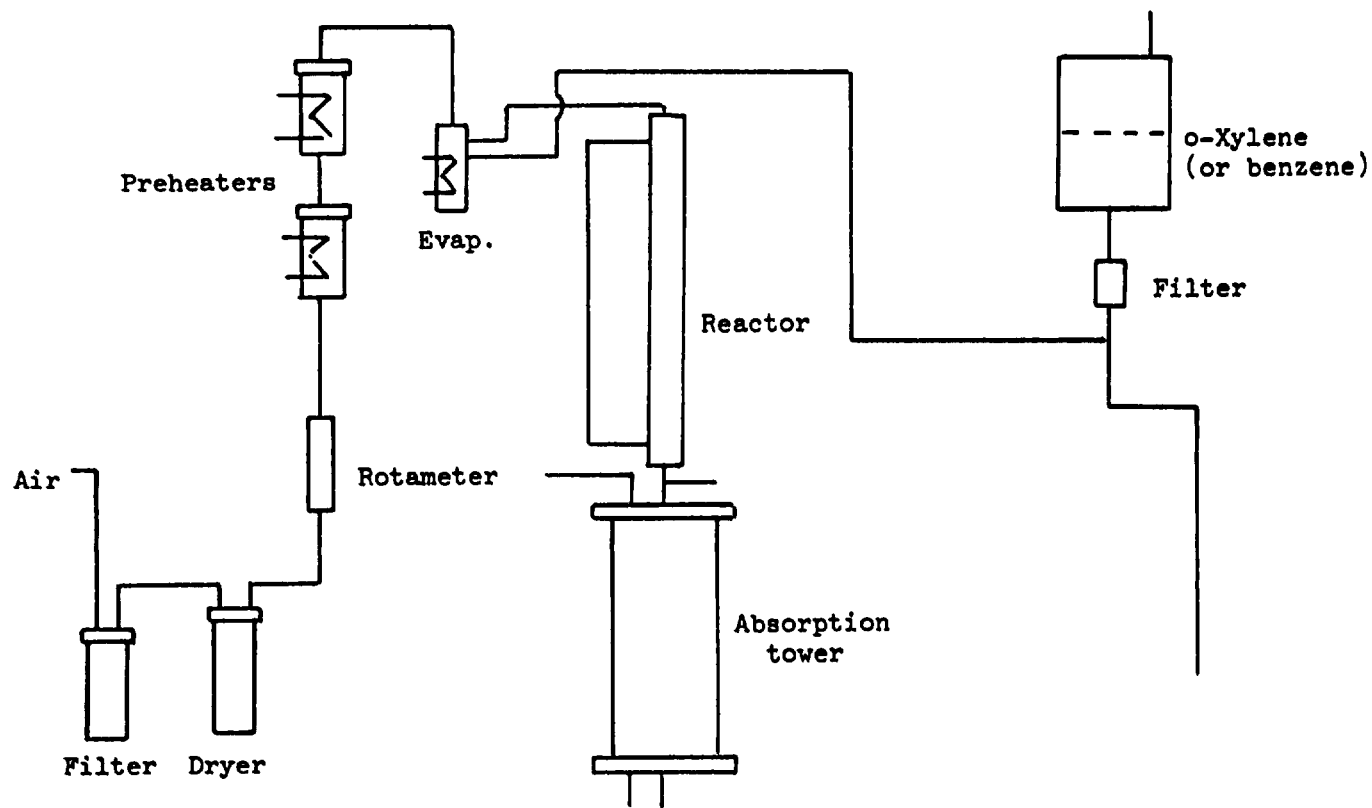 o-Xylene
(or benzene)
Preheaters
Evap.
Filter
Reactor
Air
Rotameter
Absorption
tower
Filter
Dryer